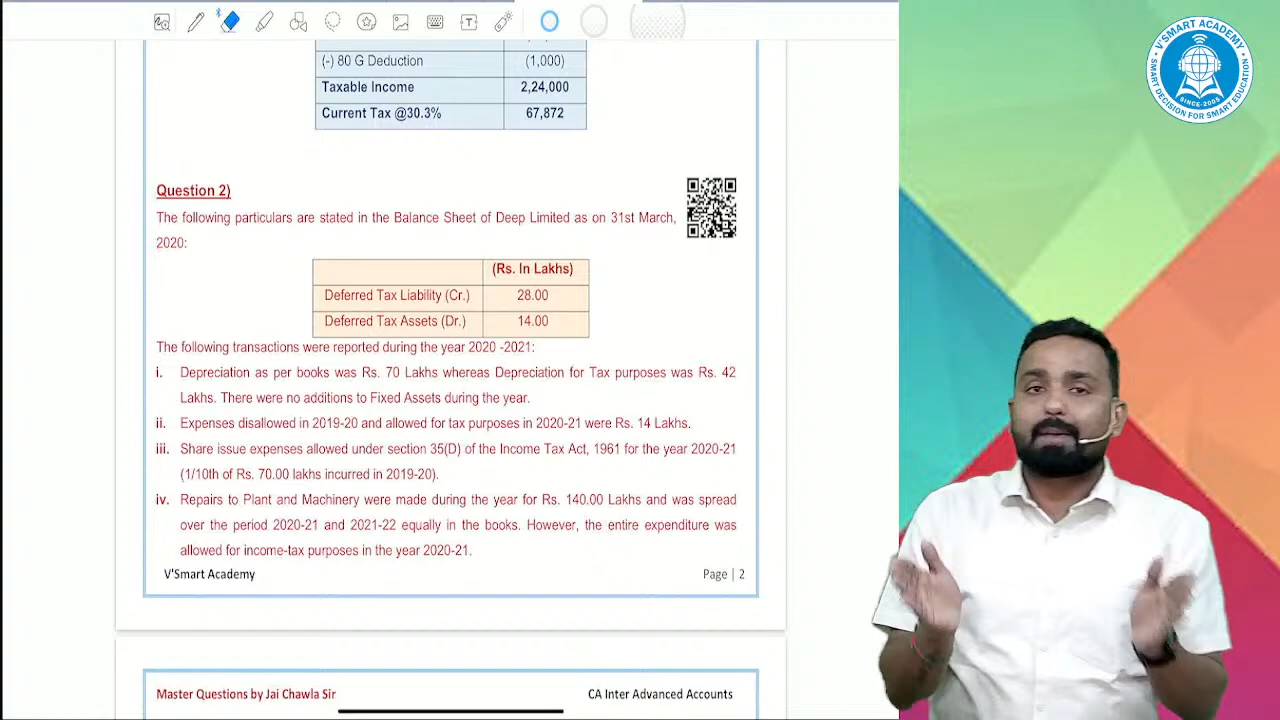 (-) 80 G Deduction (1,000)
Taxable Income 2,24,000
Current Tax @30.3% 67,872
Question 2)
The following particulars are stated in the Balance Sheet of Deep Limited as on 31st March,
2020:
(Rs. In Lakhs)
Deferred Tax Liability (Cr.) 28.00
Deferred Tax Assets (Dr.) 14.00
The following transactions were reported during the year 2020 -2021:
i. Depreciation as per books was Rs. 70 Lakhs whereas Depreciation for Tax purposes was Rs. 42
Lakhs. There were no additions to Fixed Assets during the year.
ii. Expenses disallowed in 2019-20 and allowed for tax purposes in 2020-21 were Rs. 14 Lakhs.
iii. Share issue expenses allowed under section 35(D) of the Income Tax Act, 1961 for the year 2020-21
(1/10th of Rs. 70.00 lakhs incurred in 2019-20).
iv. Repairs to Plant and Machinery were made during the year for Rs. 140.00 Lakhs and was spread
over the period 2020-21 and 2021-22 equally in the books. However, the entire expenditure was
allowed for income-tax purposes in the year 2020-21.
V'Smart Academy Page | 2
Master Questions by Jai Chawla Sir CA Inter Advanced Accounts
V'SMART ACADEMY
SMART DECISION FOR SMART EDUCATION
SINCE-2005